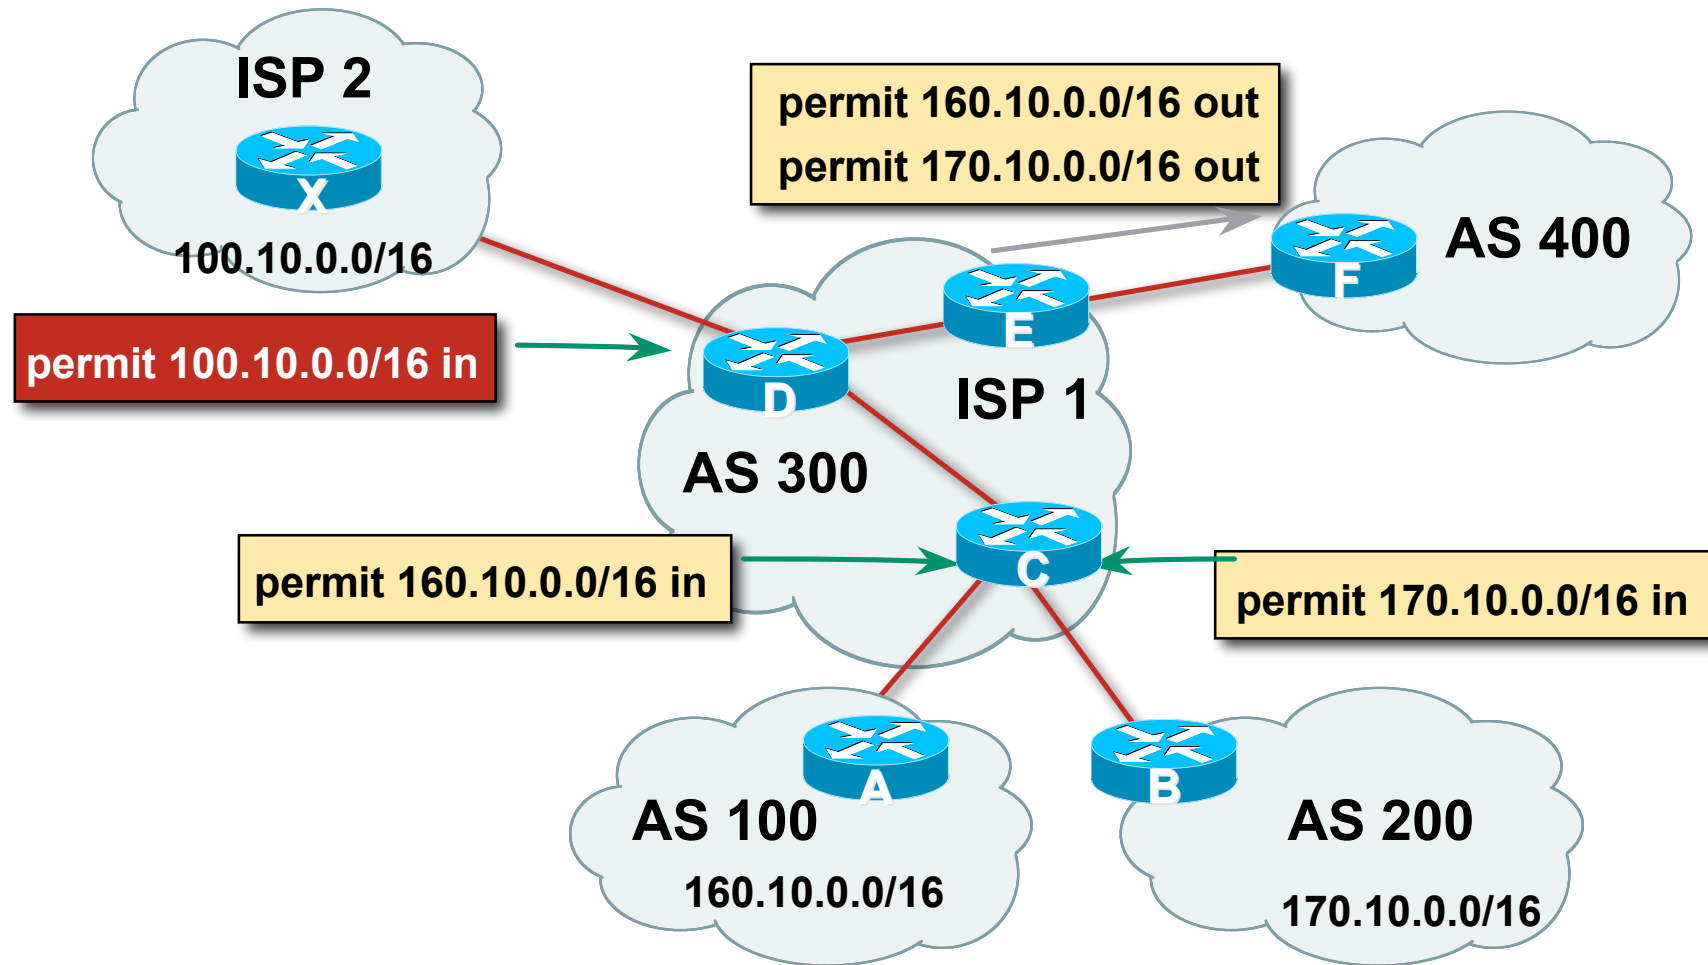 ISP 2
X
100.10.0.0/16
permit 160.10.0.0/16 out
permit 170.10.0.0/16 out
F
AS 400
E
permit 100.10.0.0/16 in
D
ISP 1
AS 300
permit 160.10.0.0/16 in
C
permit 170.10.0.0/16 in
A
AS 100
160.10.0.0/16
B
AS 200
170.10.0.0/16